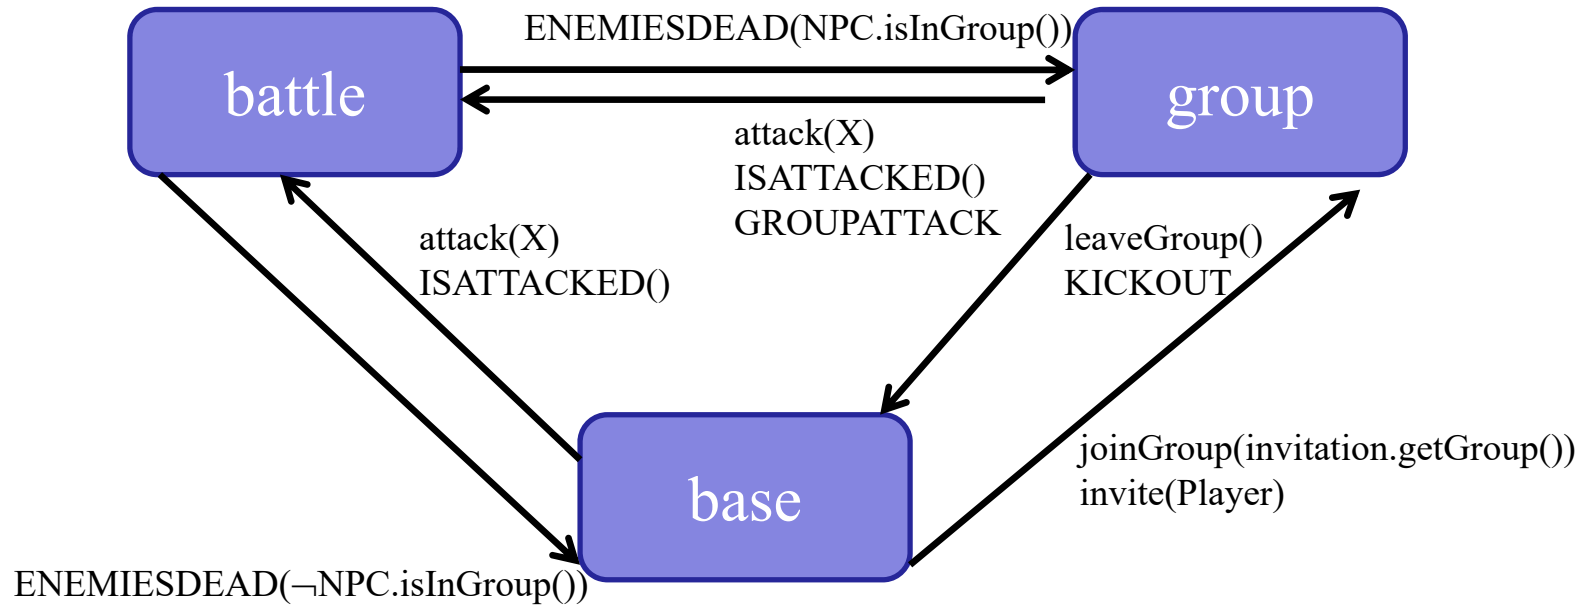 ENEMIESDEAD(NPC.isInGroup())
battle
group
attack(X)
ISATTACKED()
GROUPATTACK
attack(X)
ISATTACKED()
leaveGroup()
KICKOUT
joinGroup(invitation.getGroup())
invite(Player)
base
ENEMIESDEAD(¬NPC.isInGroup())